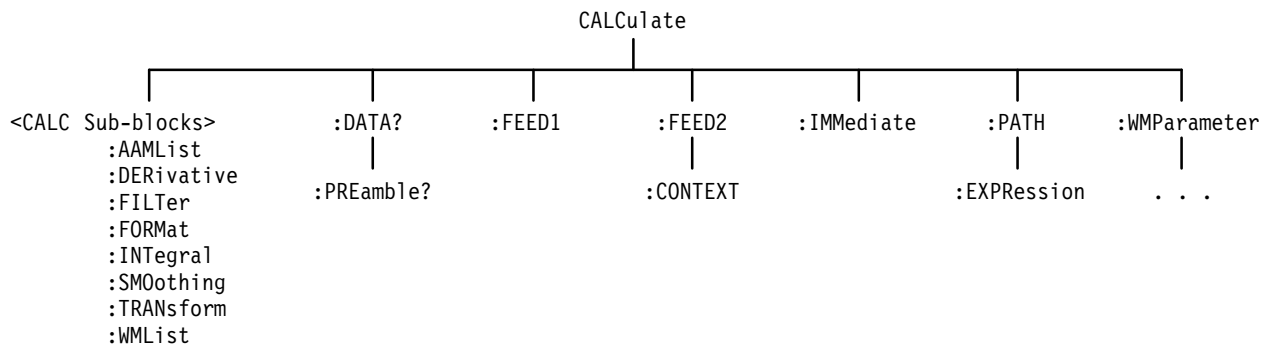 CALCulate
<CALC Sub-blocks> :DATA? :FEED1 :FEED2 :IMMediate :PATH :WMParameter
:AAMList
:DERivative
:FILTer
:FORMat
:INTegral
:SMOothing
:TRANsform
:WMList
:PREamble? :CONTEXT :EXPRession . . .